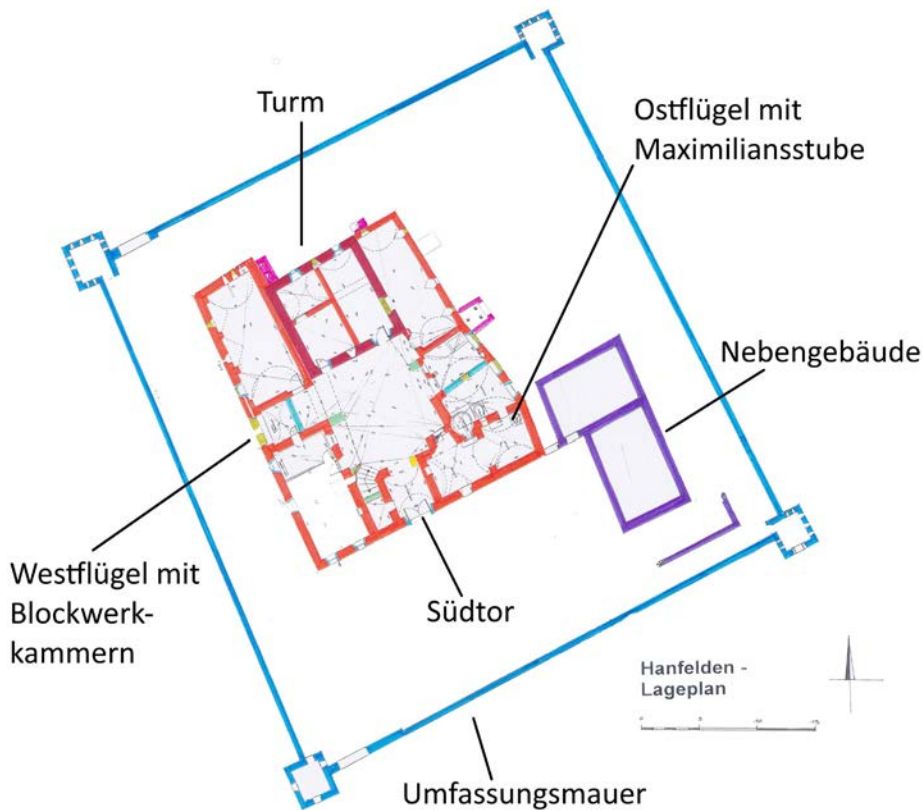 Turm
Ostflügel mit
Maximiliansstube
Nebengebäude
Westflügel mit
Blockwerk-
kammern
Südtor
Hanfelden -
Lageplan
Umfassungsmauer